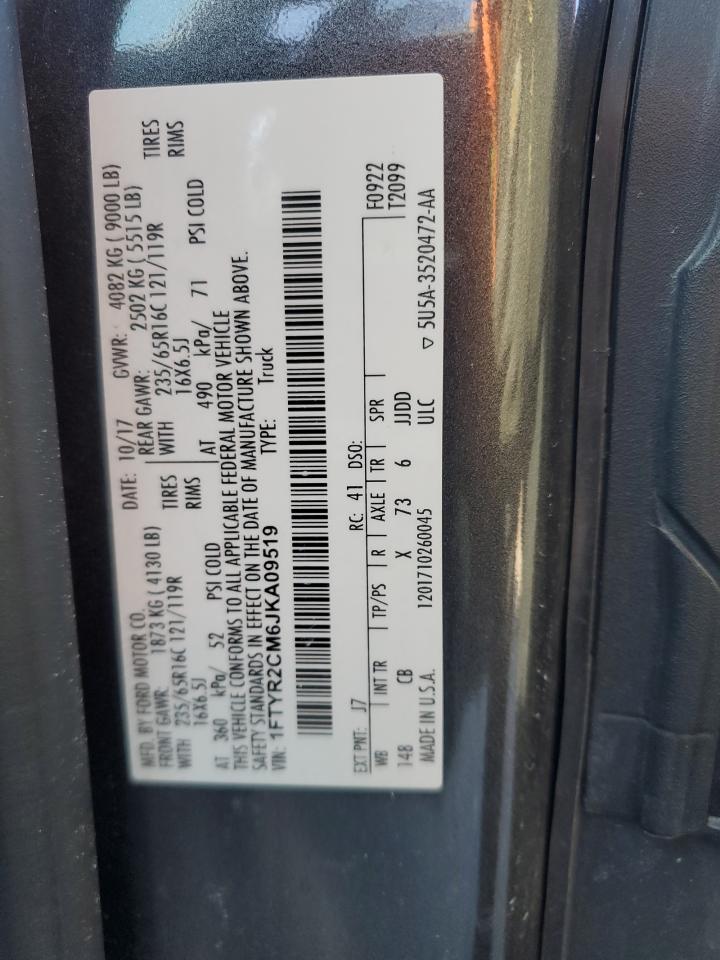 MFD. BY FORD MOTOR CO. DATE: 10/17 GVWR: 4082 KG ( 9000 LB)
FRONT GAWR: 1873 KG ( 4130 LB) REAR GAWR: 2502 KG ( 5515 LB)
WITH 235/65R16C 121/119R TIRES WITH 235/65R16C 121/119R TIRES
16X6.5J RIMS 16X6.5J RIMS
AT 360 kPa/ 52 PSI COLD AT 490 kPa/ 71 PSI COLD
THIS VEHICLE CONFORMS TO ALL APPLICABLE FEDERAL MOTOR VEHICLE
SAFETY STANDARDS IN EFFECT ON THE DATE OF MANUFACTURE SHOWN ABOVE.
VIN: 1FTYR2CM6JKA09519 TYPE: Truck
EXT PNT: J7 RC: 41 DSO: F0922
WB INT TR TP/PS R AXLE TR SPR T2099
148 CB X 73 6 JJDD
MADE IN U.S.A. 1201710260045 ULC ▽ 5U5A-3520472-AA